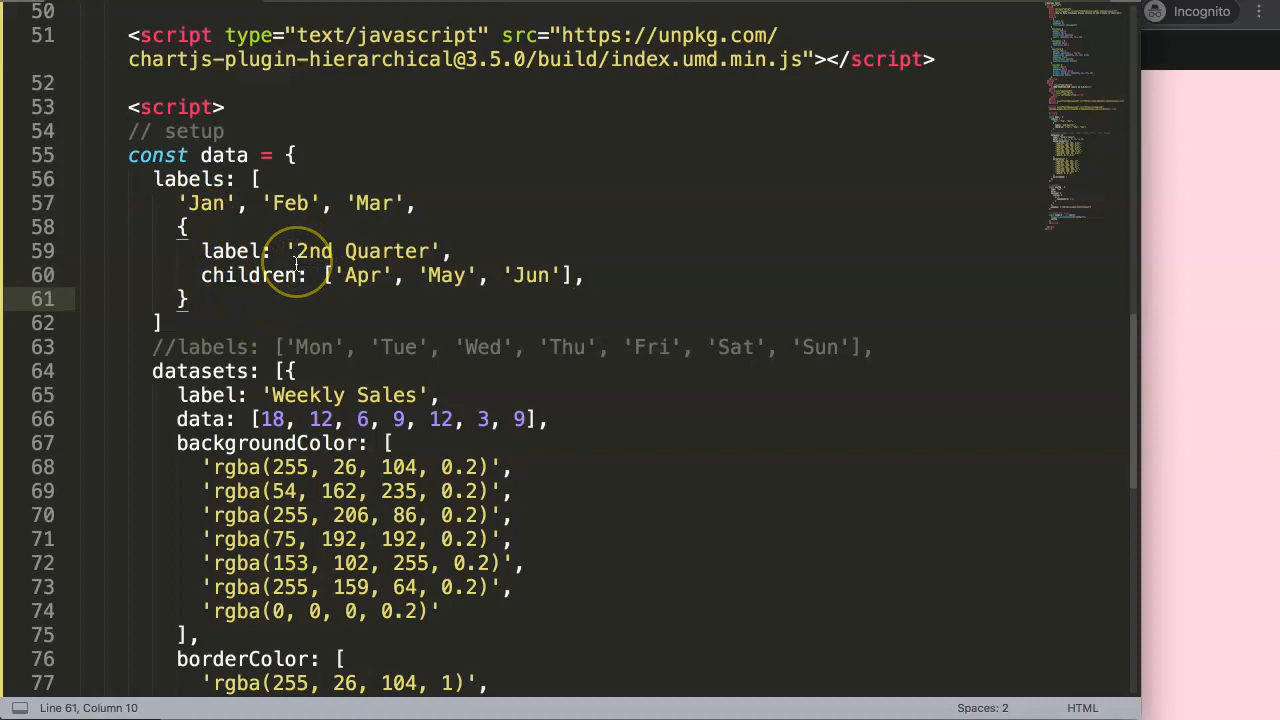 50
Incognito
51 <script type="text/javascript" src="https://unpkg.com/
chartjs-plugin-hierarchical@3.5.0/build/index.umd.min.js"></script>
52
53 <script>
54 // setup
55 const data = {
56 labels: [
57 'Jan', 'Feb', 'Mar',
58 {
59 label: '2nd Quarter',
60 children: ['Apr', 'May', 'Jun'],
61 }
62 ]
63 //labels: ['Mon', 'Tue', 'Wed', 'Thu', 'Fri', 'Sat', 'Sun'],
64 datasets: [{
65 label: 'Weekly Sales',
66 data: [18, 12, 6, 9, 12, 3, 9],
67 backgroundColor: [
68 'rgba(255, 26, 104, 0.2)',
69 'rgba(54, 162, 235, 0.2)',
70 'rgba(255, 206, 86, 0.2)',
71 'rgba(75, 192, 192, 0.2)',
72 'rgba(153, 102, 255, 0.2)',
73 'rgba(255, 159, 64, 0.2)',
74 'rgba(0, 0, 0, 0.2)'
75 ],
76 borderColor: [
77 'rgba(255, 26, 104, 1)',
Line 61, Column 10
Spaces: 2
HTML